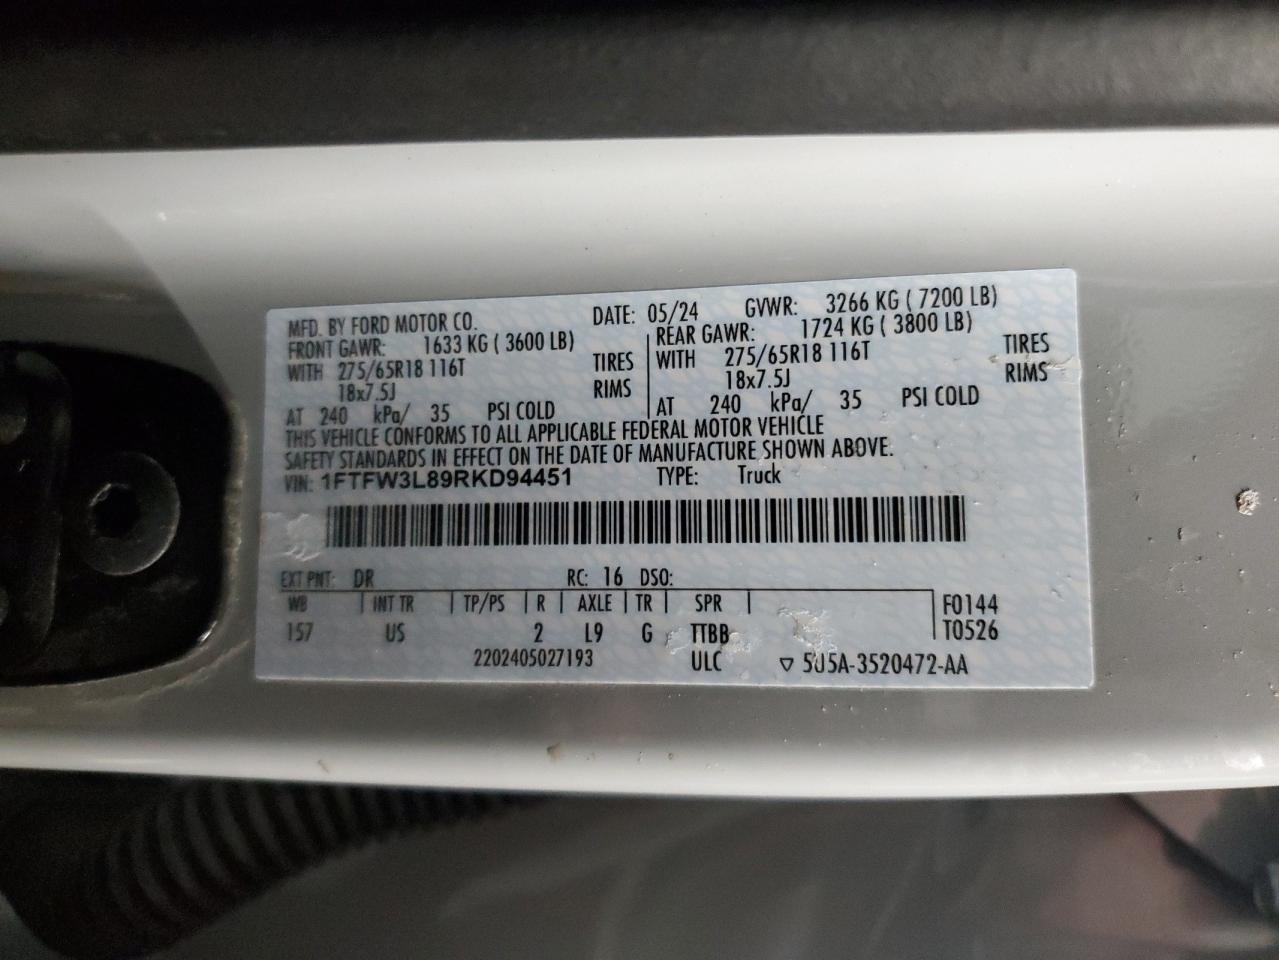 MFD. BY FORD MOTOR CO. DATE: 05/24 GVWR: 3266 KG ( 7200 LB)
FRONT GAWR: 1633 KG ( 3600 LB) REAR GAWR: 1724 KG ( 3800 LB)
WITH 275/65R18 116T TIRES WITH 275/65R18 116T TIRES
18x7.5J RIMS 18x7.5J RIMS
AT 240 kPa/ 35 PSI COLD AT 240 kPa/ 35 PSI COLD
THIS VEHICLE CONFORMS TO ALL APPLICABLE FEDERAL MOTOR VEHICLE
SAFETY STANDARDS IN EFFECT ON THE DATE OF MANUFACTURE SHOWN ABOVE.
VIN: 1FTFW3L89RKD94451 TYPE: Truck
EXT PNT: DR RC: 16 DSO:
WB INT TR TP/PS R AXLE TR SPR F0144
157 US 2 L9 G TTBB T0526
2202405027193 ULC ▽ 5U5A-3520472-AA